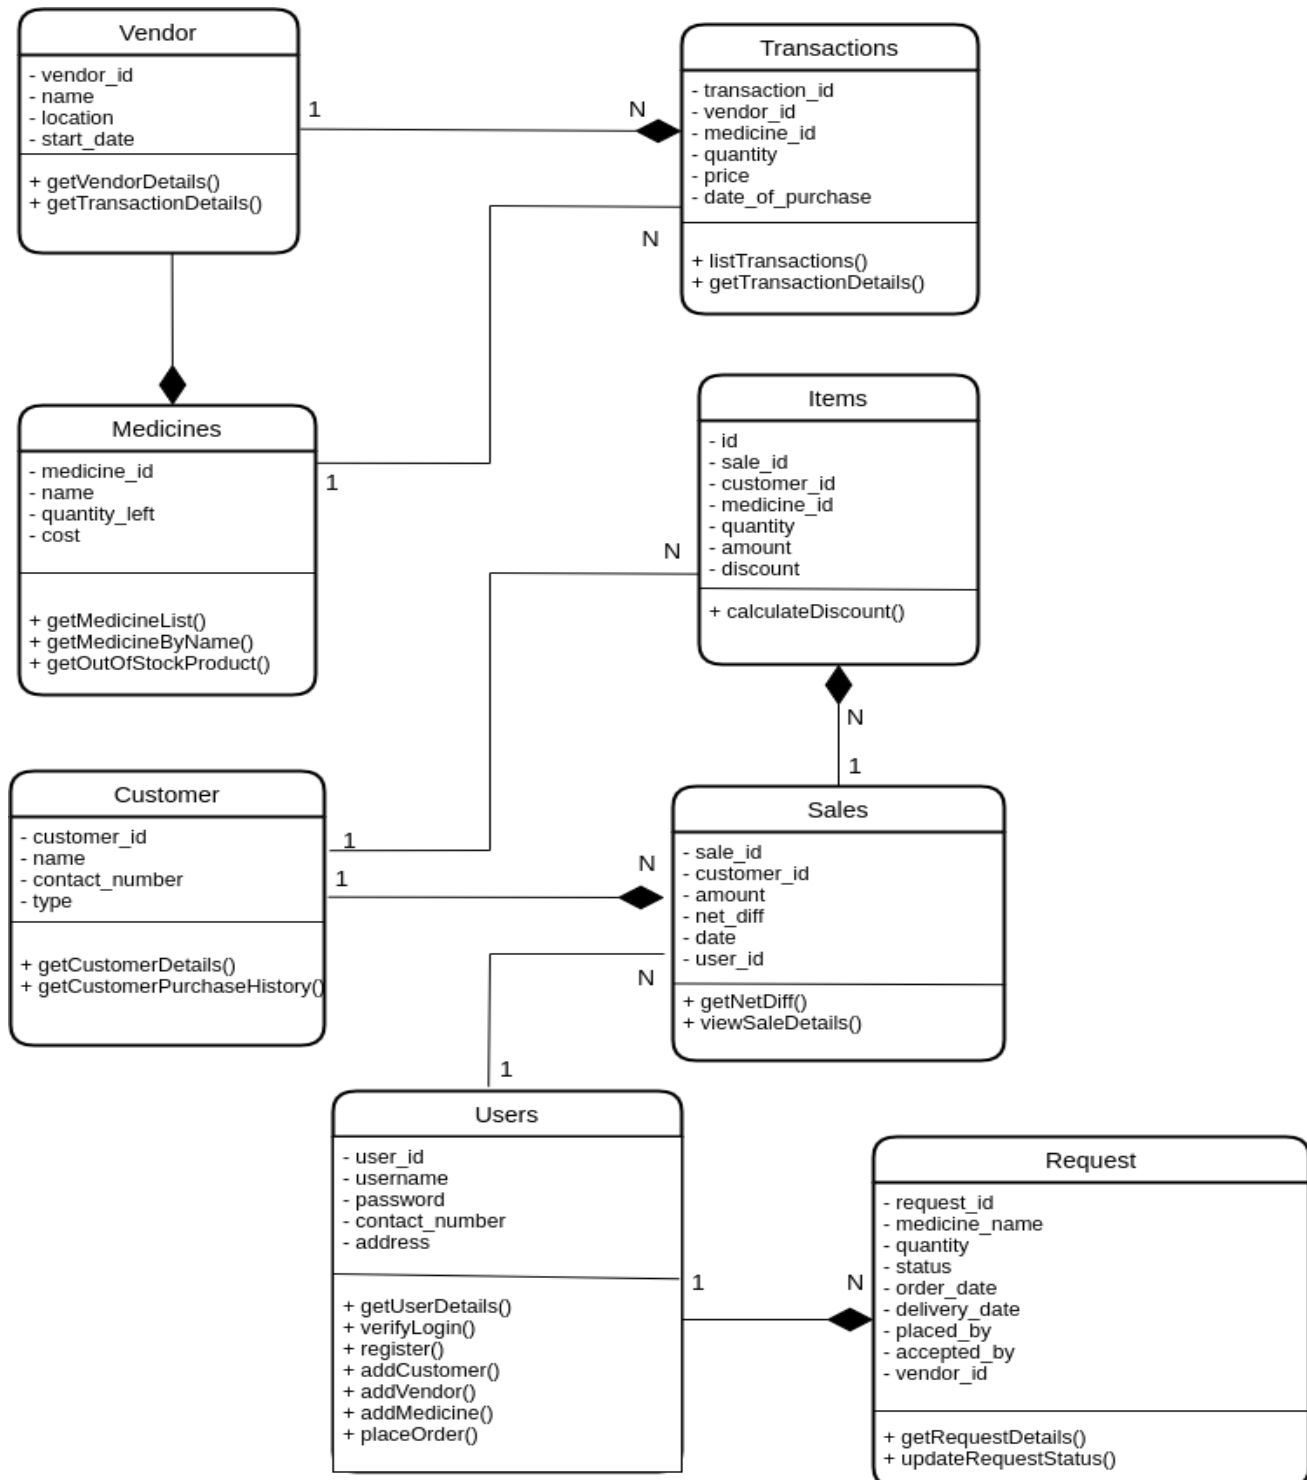 Vendor
- vendor_id
- name
- location
- start_date
+ getVendorDetails()
+ getTransactionDetails()
1
N
Transactions
- transaction_id
- vendor_id
- medicine_id
- quantity
- price
- date_of_purchase
+ listTransactions()
+ getTransactionDetails()
N
1
Medicines
- medicine_id
- name
- quantity_left
- cost
+ getMedicineList()
+ getMedicineByName()
+ getOutOfStockProduct()
Items
- id
- sale_id
- customer_id
- medicine_id
- quantity
- amount
- discount
+ calculateDiscount()
N
N
1
Customer
- customer_id
- name
- contact_number
- type
+ getCustomerDetails()
+ getCustomerPurchaseHistory()
1
1
N
N
Sales
- sale_id
- customer_id
- amount
- net_diff
- date
- user_id
+ getNetDiff()
+ viewSaleDetails()
1
Users
- user_id
- username
- password
- contact_number
- address
+ getUserDetails()
+ verifyLogin()
+ register()
+ addCustomer()
+ addVendor()
+ addMedicine()
+ placeOrder()
1
N
Request
- request_id
- medicine_name
- quantity
- status
- order_date
- delivery_date
- placed_by
- accepted_by
- vendor_id
+ getRequestDetails()
+ updateRequestStatus()